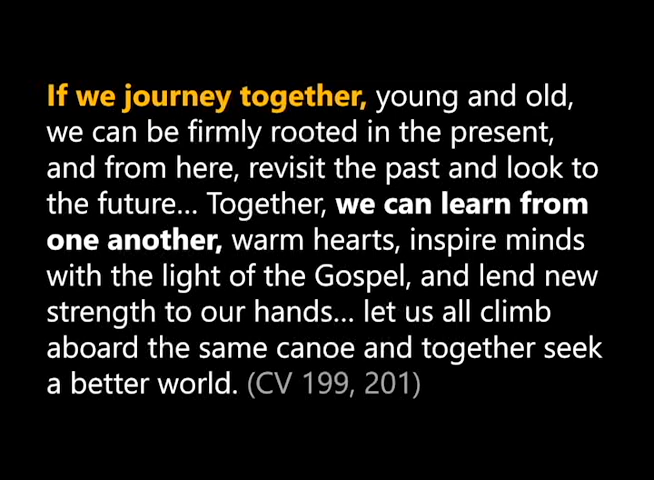 If we journey together, young and old,
we can be firmly rooted in the present,
and from here, revisit the past and look to
the future... Together, we can learn from
one another, warm hearts, inspire minds
with the light of the Gospel, and lend new
strength to our hands... let us all climb
aboard the same canoe and together seek
a better world. (CV 199, 201)